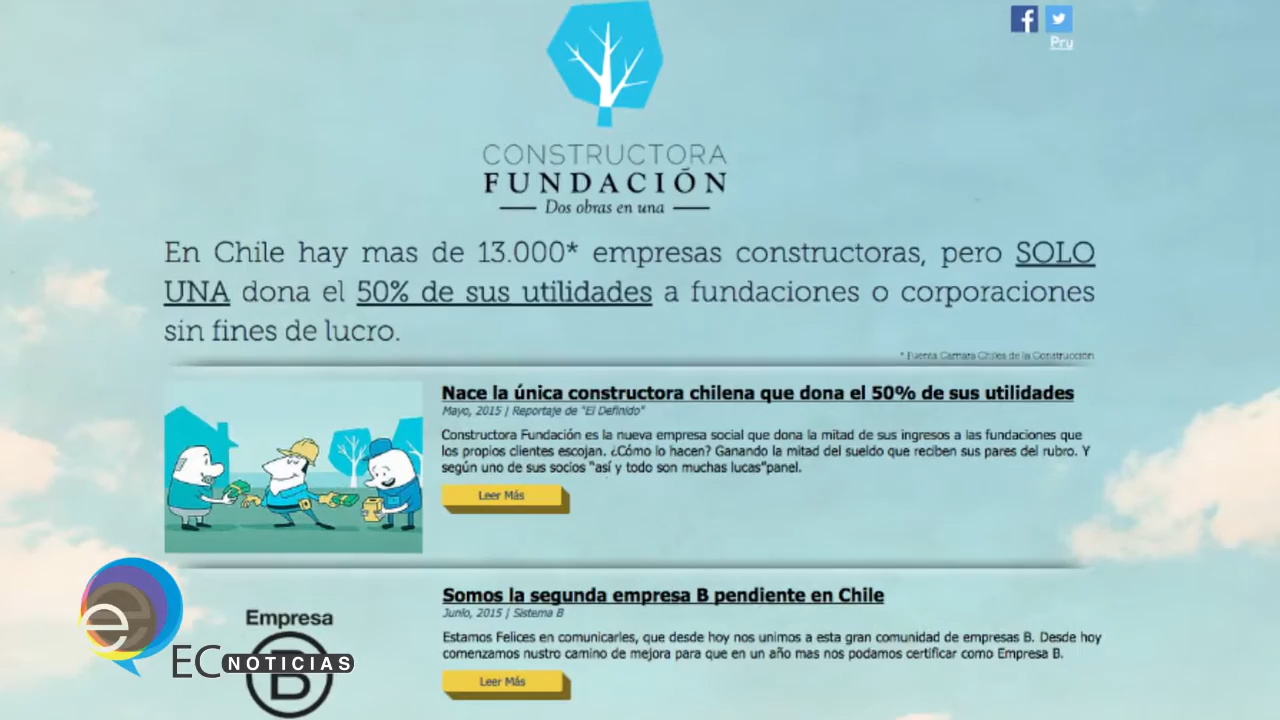 Pru
CONSTRUCTORA
FUNDACIÓN
Dos obras en una
En Chile hay mas de 13.000* empresas constructoras, pero SOLO
UNA dona el 50% de sus utilidades a fundaciones o corporaciones
sin fines de lucro.
* Fuente Camara Chilea de la Construcción
Nace la única constructora chilena que dona el 50% de sus utilidades
Mayo, 2015 | Reportaje de "El Definido"
Constructora Fundación es la nueva empresa social que dona la mitad de sus ingresos a las fundaciones que
los propios clientes escojan. ¿Cómo lo hacen? Ganando la mitad del sueldo que reciben sus pares del rubro. Y
según uno de sus socios "así y todo son muchas lucas"panel.
Leer Más
Empresa
B
Somos la segunda empresa B pendiente en Chile
Junio, 2015 | Sistema B
Estamos Felices en comunicarles, que desde hoy nos unimos a esta gran comunidad de empresas B. Desde hoy
comenzamos nustro camino de mejora para que en un año mas nos podamos certificar como Empresa B.
Leer Más
e
EC NOTICIAS